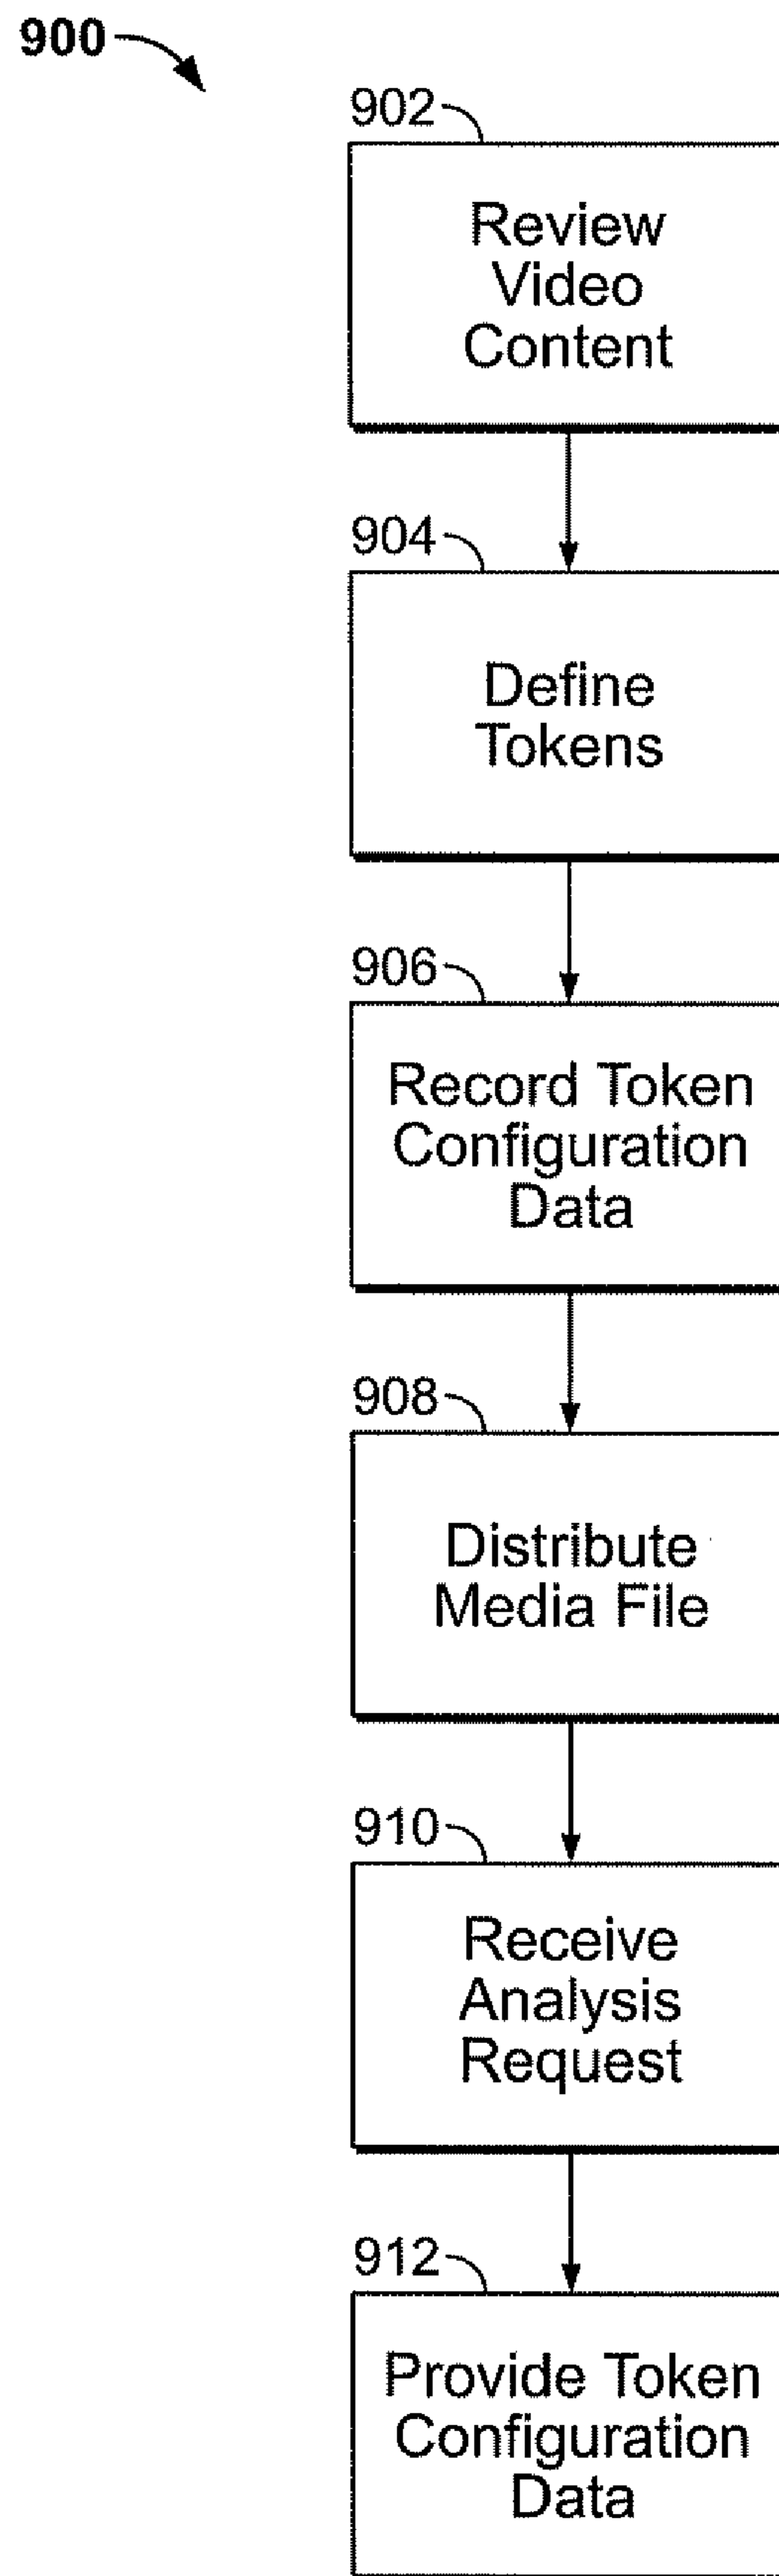 900
902
Review
Video
Content
904
Define
Tokens
906
Record Token
Configuration
Data
908
Distribute
Media File
910
Receive
Analysis
Request
912
Provide Token
Configuration
Data